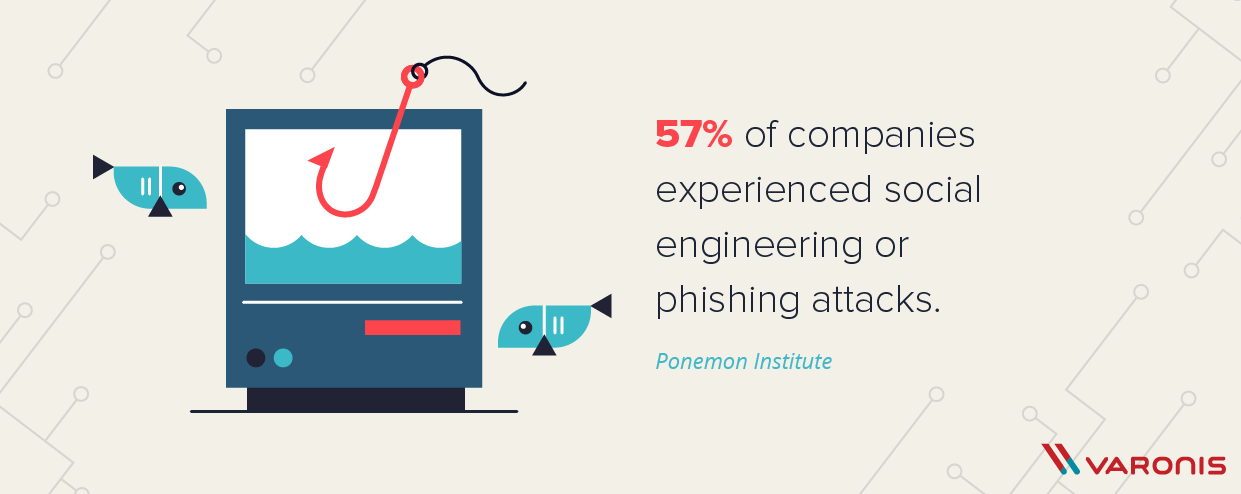 57% of companies
experienced social
engineering or
phishing attacks.
Ponemon Institute
VARONIS